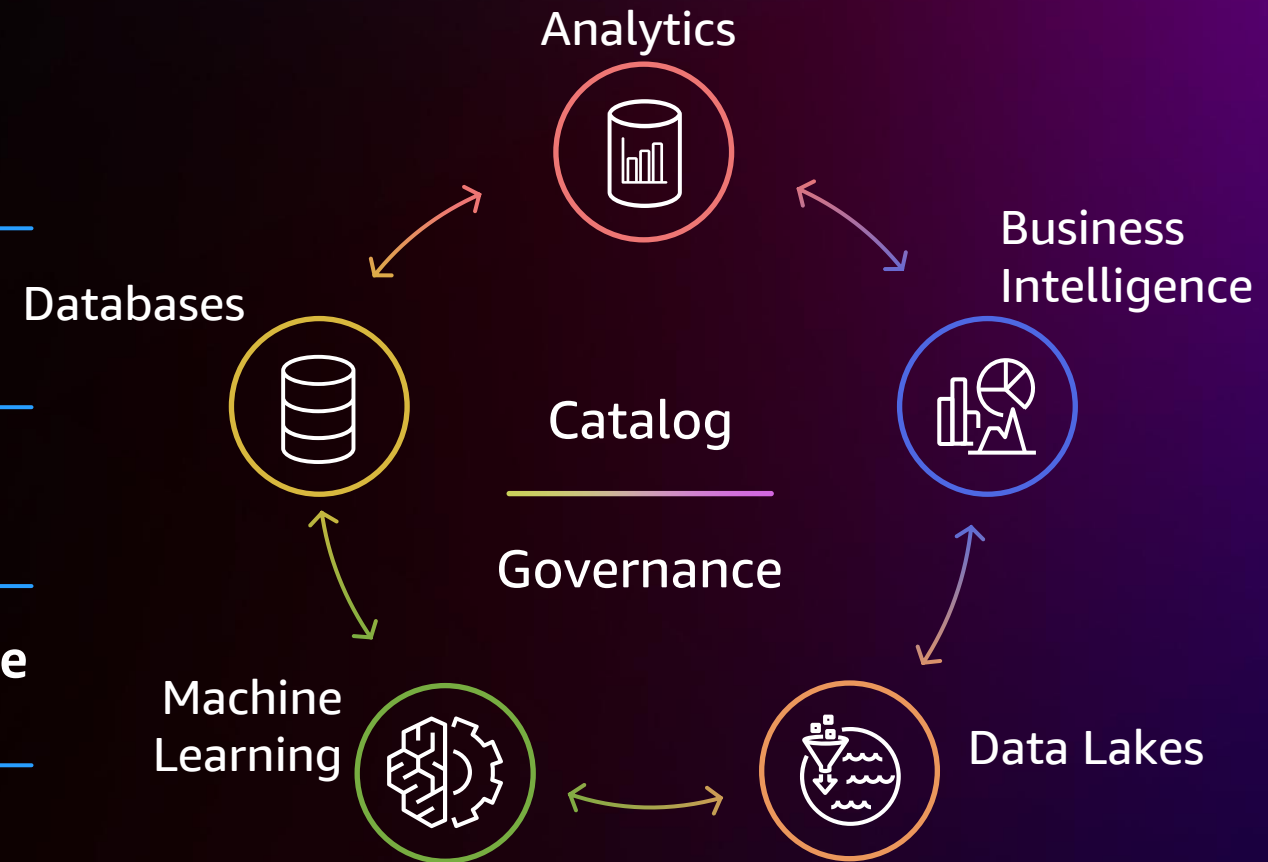 Analytics
Business
Intelligence
Databases
Catalog
Governance
e
Machine
Learning
Data Lakes